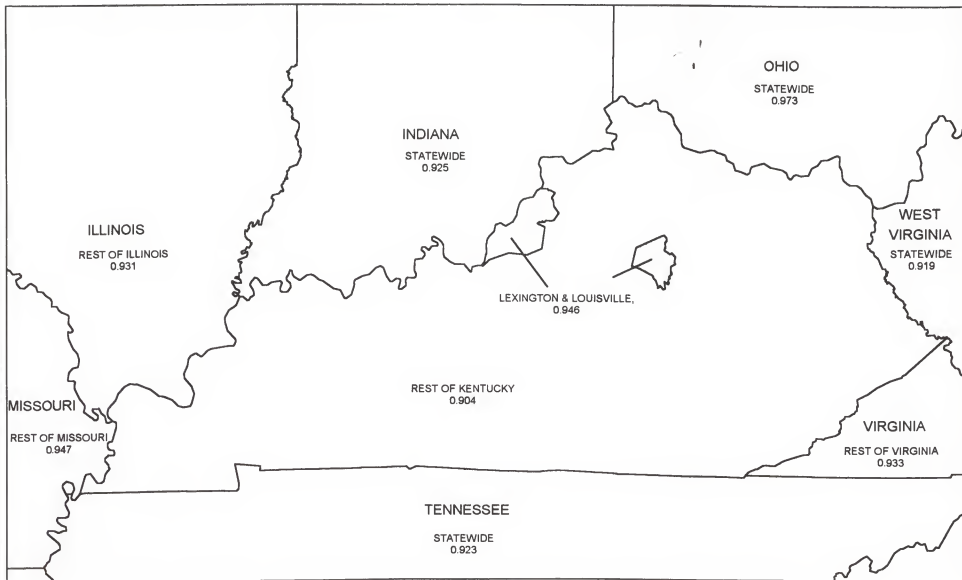 OHIO
STATEWIDE
0.973
INDIANA
STATEWIDE
0.925
ILLINOIS
REST OF ILLINOIS
0.931
WEST
VIRGINIA
STATEWIDE
0.919
LEXINGTON & LOUISVILLE,
0.946
REST OF KENTUCKY
0.904
MISSOURI
REST OF MISSOURI
0.947
VIRGINIA
REST OF VIRGINIA
0.933
TENNESSEE
STATEWIDE
0.923